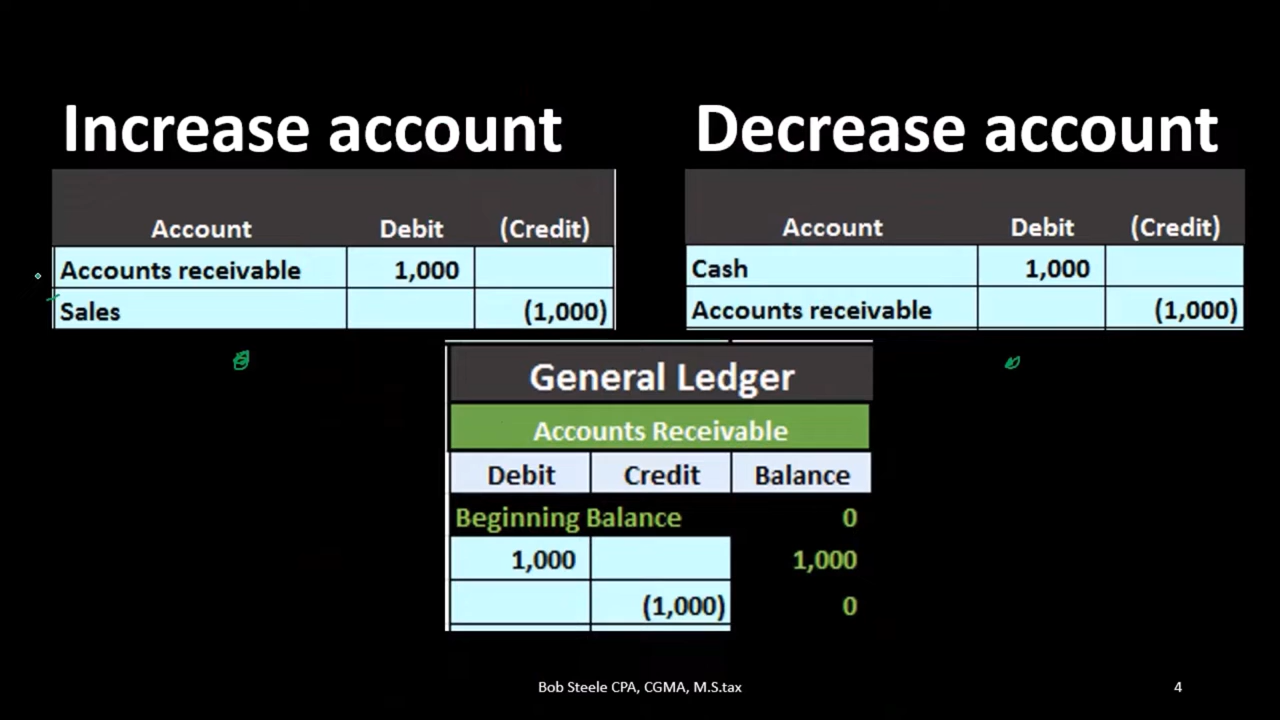 Increase account
Decrease account
Account Debit (Credit)
Accounts receivable 1,000
Sales (1,000)
Account Debit (Credit)
Cash 1,000
Accounts receivable (1,000)
General Ledger
Accounts Receivable
Debit Credit Balance
Beginning Balance 0
1,000 1,000
(1,000) 0
Bob Steele CPA, CGMA, M.S.tax
4